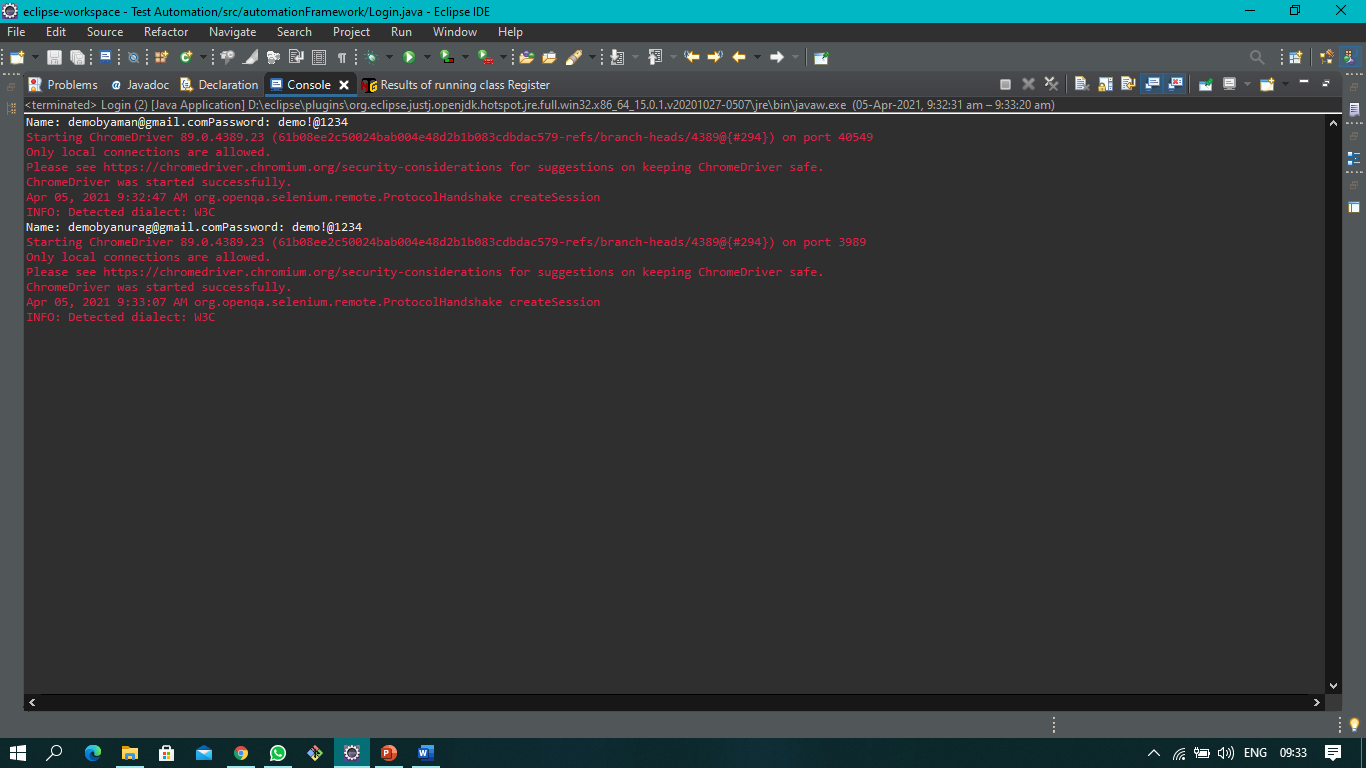 eclipse-workspace - Test Automation/src/automationFramework/Login.java - Eclipse IDE
File Edit Source Refactor Navigate Search Project Run Window Help
Problems @ Javadoc Declaration Console Results of running class Register
<terminated> Login (2) [Java Application] D:\eclipse\plugins\org.eclipse.justj.openjdk.hotspot.jre.full.win32.x86_64_15.0.1.v20201027-0507\jre\bin\javaw.exe (05-Apr-2021, 9:32:31 am – 9:33:20 am)
Name: demobyaman@gmail.comPassword: demo!@1234
Starting ChromeDriver 89.0.4389.23 (61b08ee2c50024bab004e48d2b1b083cdbdac579-refs/branch-heads/4389@{#294}) on port 40549
Only local connections are allowed.
Please see https://chromedriver.chromium.org/security-considerations for suggestions on keeping ChromeDriver safe.
ChromeDriver was started successfully.
Apr 05, 2021 9:32:47 AM org.openqa.selenium.remote.ProtocolHandshake createSession
INFO: Detected dialect: W3C
Name: demobyanurag@gmail.comPassword: demo!@1234
Starting ChromeDriver 89.0.4389.23 (61b08ee2c50024bab004e48d2b1b083cdbdac579-refs/branch-heads/4389@{#294}) on port 3989
Only local connections are allowed.
Please see https://chromedriver.chromium.org/security-considerations for suggestions on keeping ChromeDriver safe.
ChromeDriver was started successfully.
Apr 05, 2021 9:33:07 AM org.openqa.selenium.remote.ProtocolHandshake createSession
INFO: Detected dialect: W3C
ENG 09:33